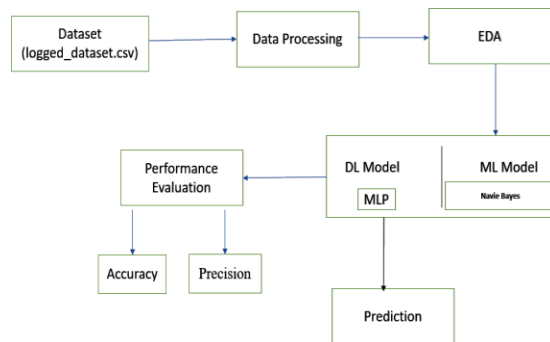 Dataset
(logged_dataset.csv)
Data Processing
EDA
DL Model
MLP
ML Model
Navie Bayes
Performance
Evaluation
Accuracy
Precision
Prediction